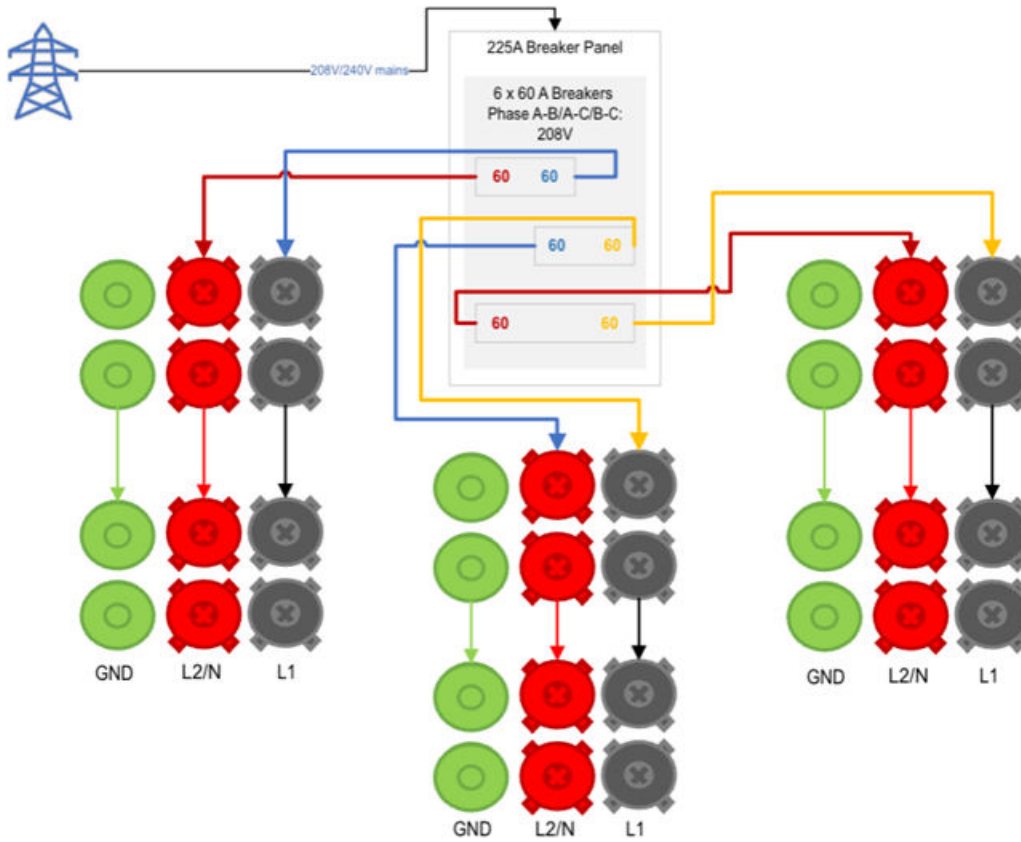 225A Breaker Panel
208V/240V mains
6 x 60 A Breakers
Phase A-B/A-C/B-C:
208V
60 60
60 60
60 60
GND L2/N L1
GND L2/N L1
GND L2/N L1